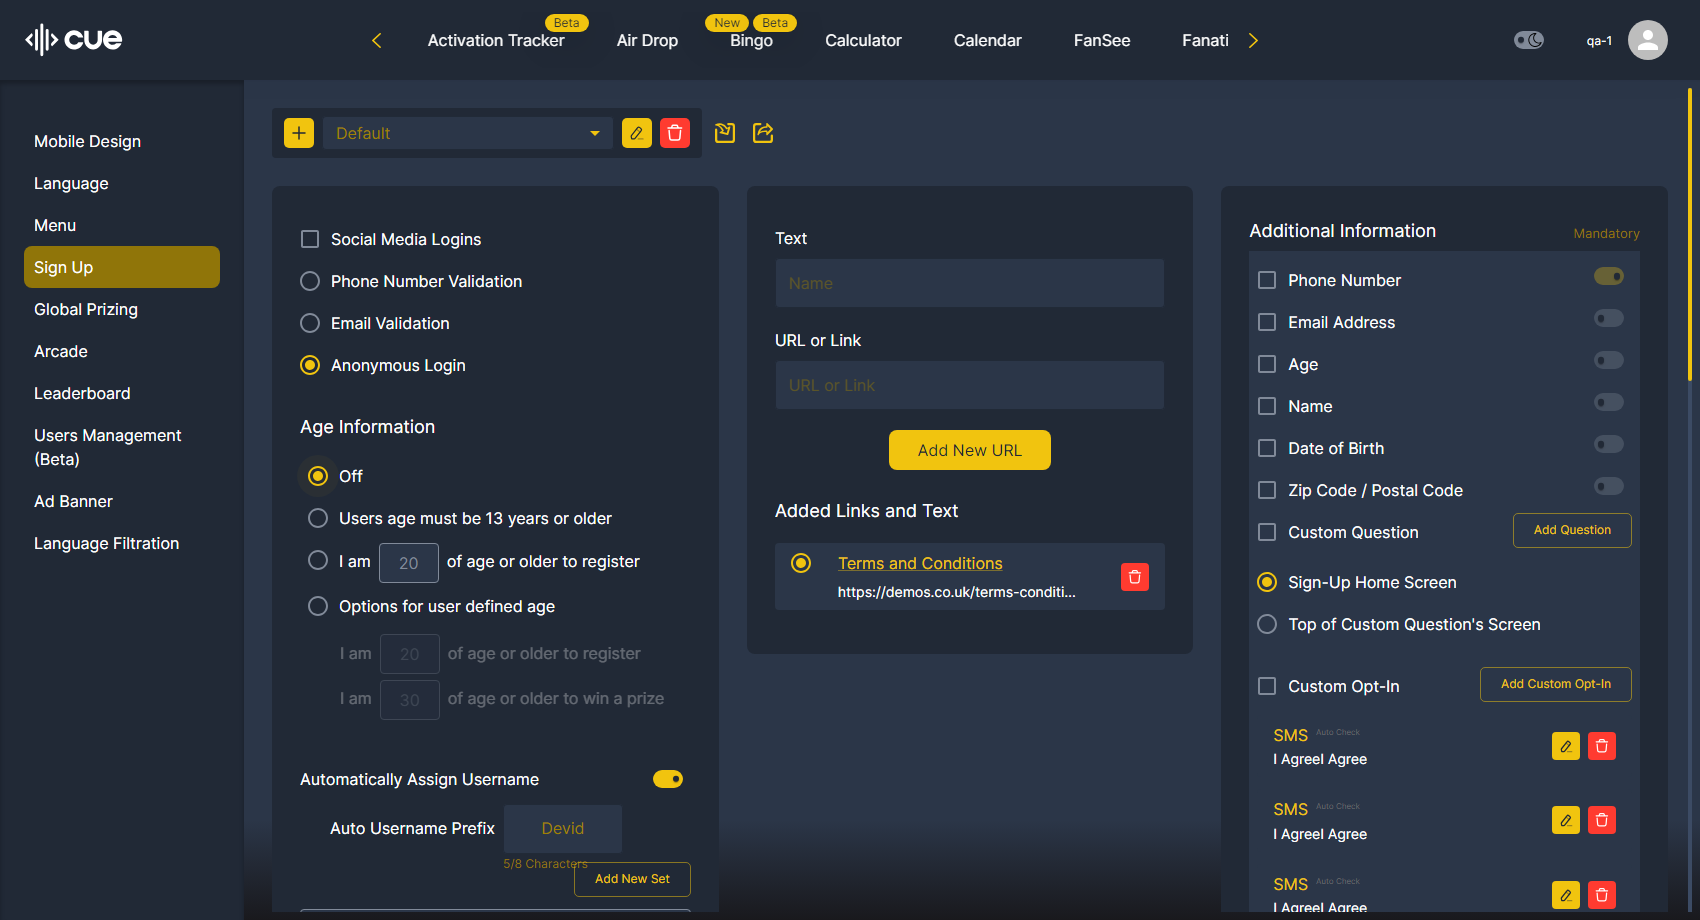 cue
Beta
New
Beta
Activation Tracker
Air Drop
Bingo
Calculator
Calendar
FanSee
Fanati
qa-1
Mobile Design
Language
Menu
Sign Up
Global Prizing
Arcade
Leaderboard
Users Management
(Beta)
Ad Banner
Language Filtration
Default
Social Media Logins
Phone Number Validation
Email Validation
Anonymous Login
Age Information
Off
Users age must be 13 years or older
I am 20 of age or older to register
Options for user defined age
I am 20 of age or older to register
I am 30 of age or older to win a prize
Automatically Assign Username
Auto Username Prefix Devid
5/8 Characters
Add New Set
Text
Name
URL or Link
URL or Link
Add New URL
Added Links and Text
Terms and Conditions
https://demos.co.uk/terms-conditi...
Additional Information Mandatory
Phone Number
Email Address
Age
Name
Date of Birth
Zip Code / Postal Code
Custom Question Add Question
Sign-Up Home Screen
Top of Custom Question's Screen
Custom Opt-In Add Custom Opt-In
SMS Auto Check
I AgreeI Agree
SMS Auto Check
I AgreeI Agree
SMS Auto Check
I AgreeI Agree